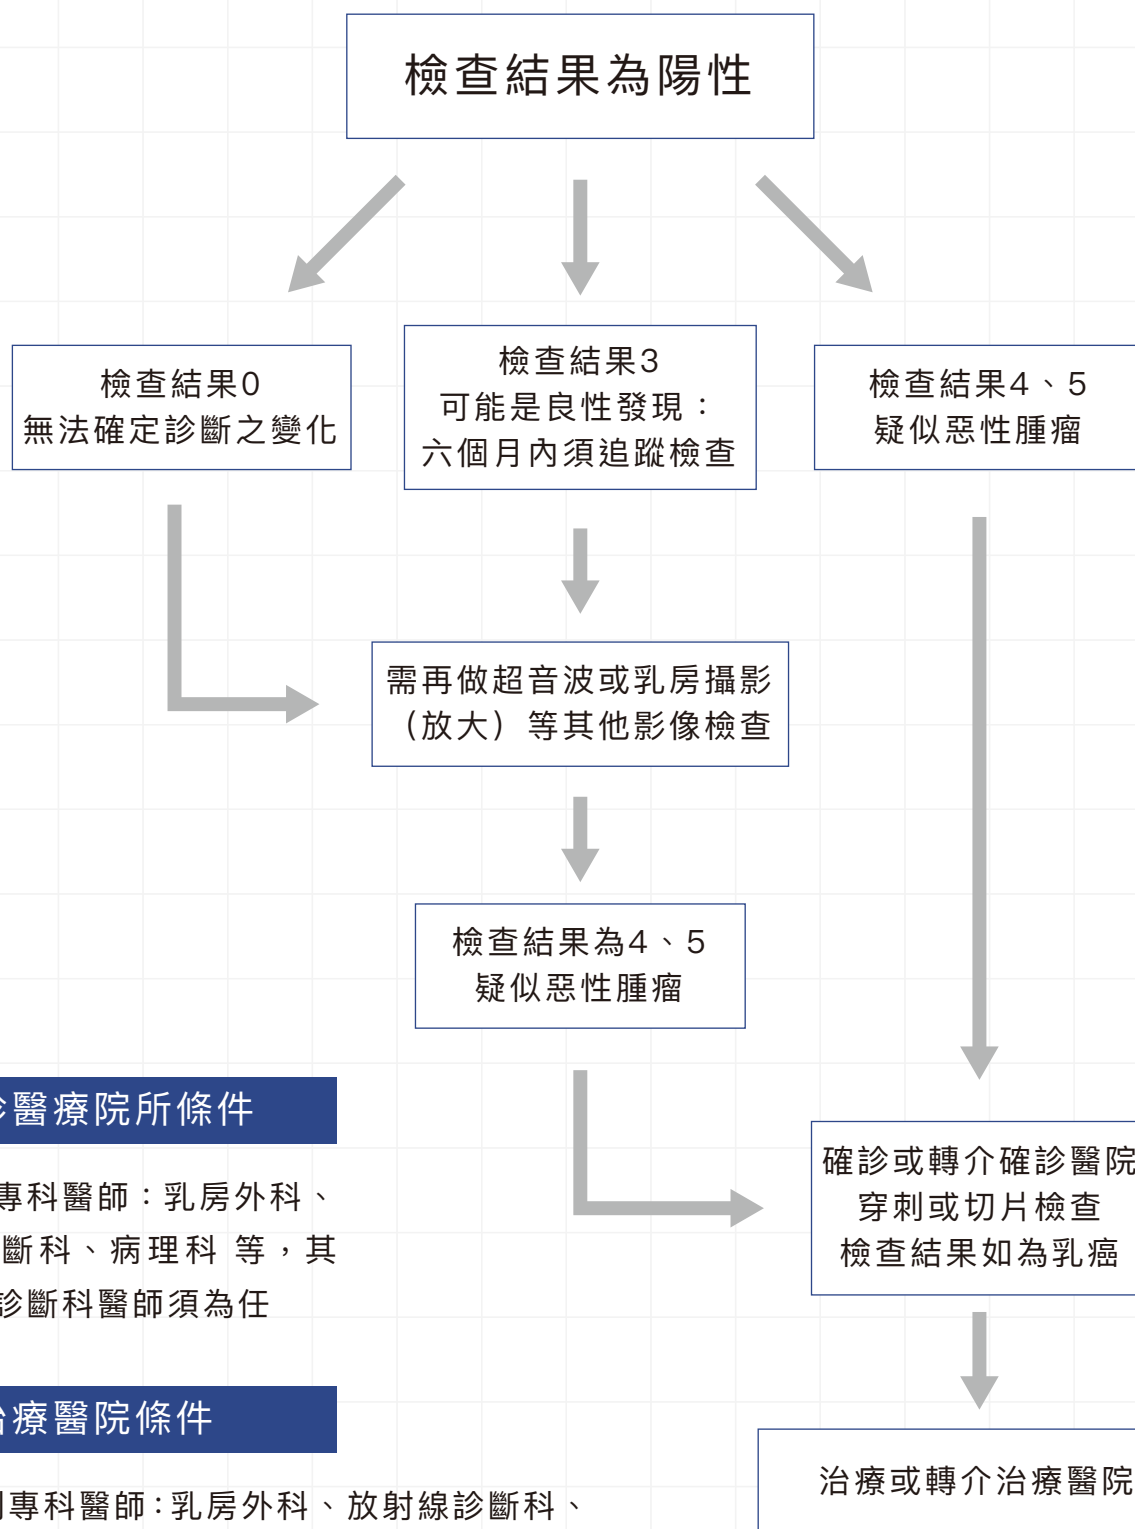 檢查結果為陽性
檢查結果0
無法確定診斷之變化
檢查結果3
可能是良性發現：
六個月內須追蹤檢查
檢查結果4、5
疑似惡性腫瘤
需再做超音波或乳房攝影
（放大）等其他影像檢查
檢查結果為4、5
疑似惡性腫瘤
確診或轉介確診醫院
穿刺或切片檢查
檢查結果如為乳癌
治療或轉介治療醫院
醫療院所條件
專科醫師：乳房外科、
斷科、病理科 等，其
診斷科醫師須為任
療醫院條件
專科醫師：乳房外科、放射線診斷科、